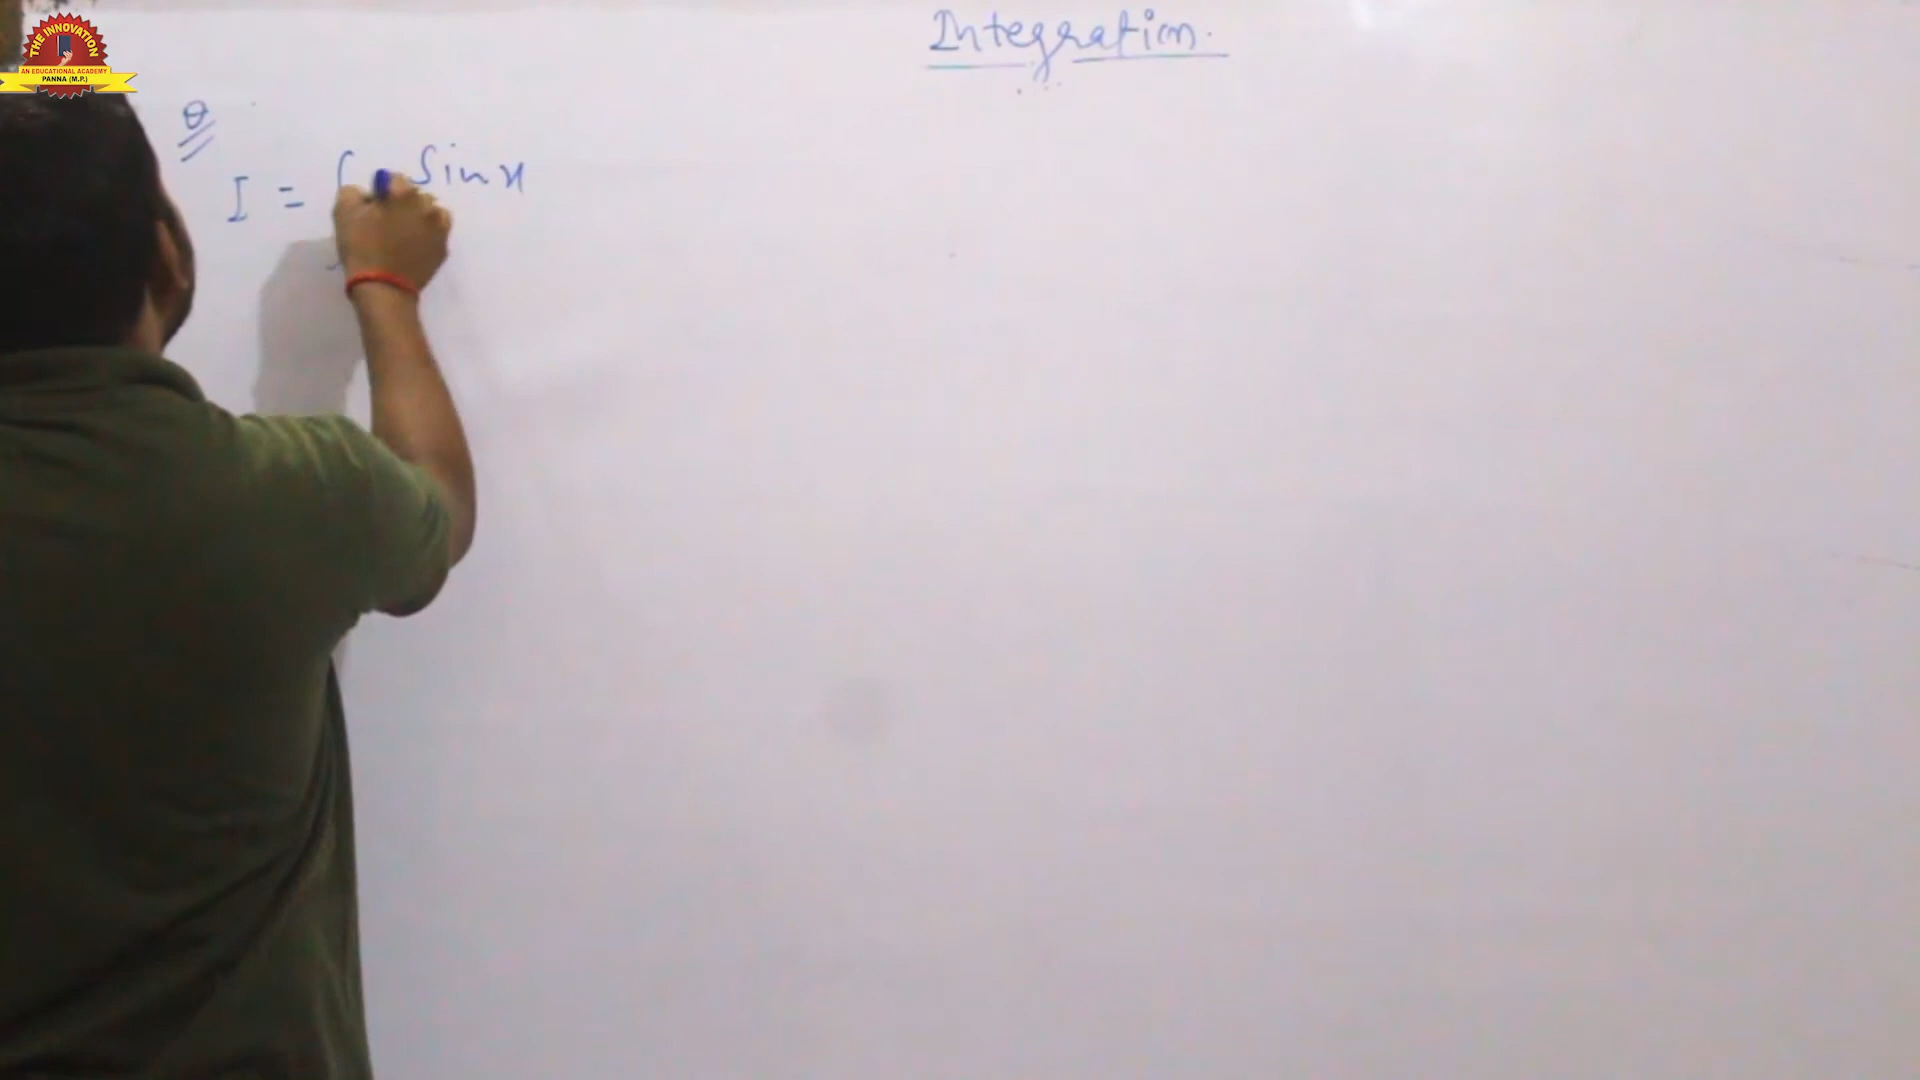 THE INNOVATION
AN EDUCATIONAL ACADEMY
PANNA (M.P.)
Integration.
Q
I = ∫ Sin x